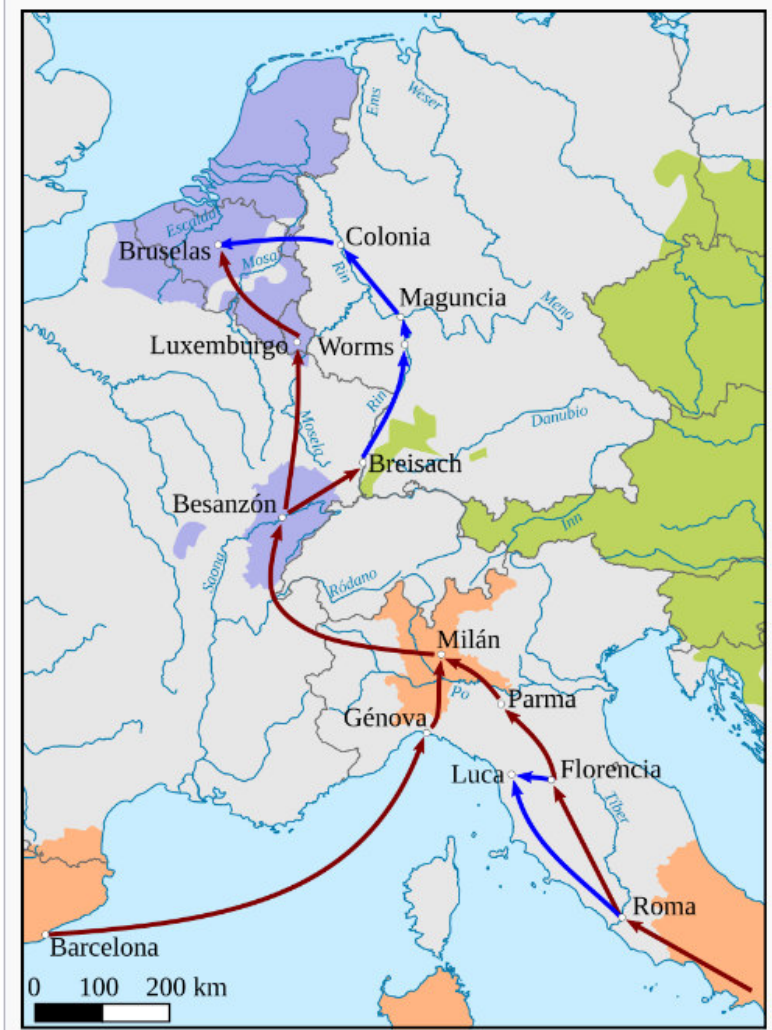 Ems
Weser
Escalda
Bruselas
Colonia
Mosa
Rin
Maguncia
Meno
Luxemburgo
Worms
Rin
Mosela
Danubio
Breisach
Besanzón
Inn
Saona
Ródano
Milán
Po
Parma
Génova
Luca
Florencia
Tíber
Roma
Barcelona
0 100 200 km